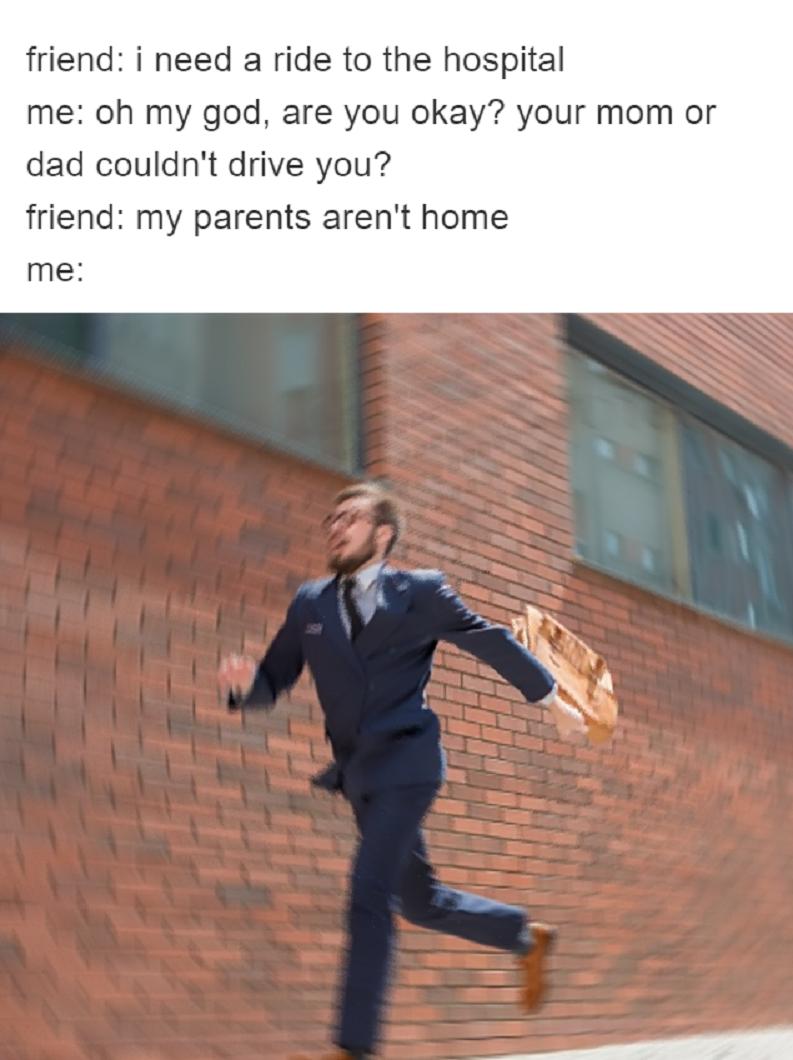 friend: i need a ride to the hospital
me: oh my god, are you okay? your mom or
dad couldn't drive you?
friend: my parents aren't home
me: